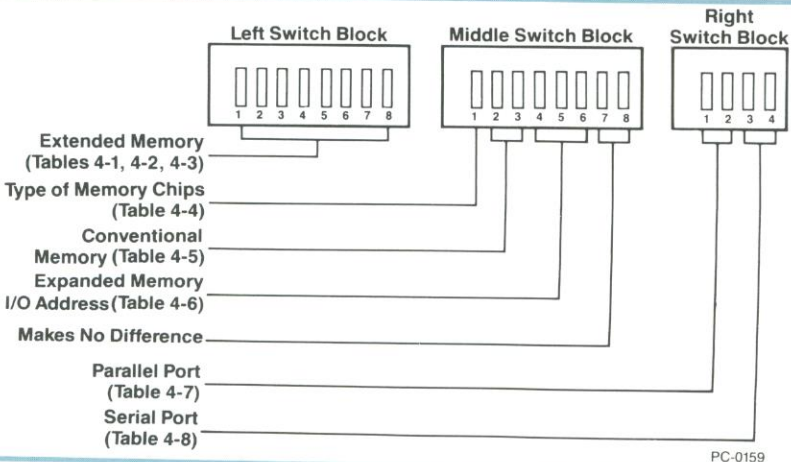 Left Switch Block
Middle Switch Block
Right
Switch Block
1 2 3 4 5 6 7 8
1 2 3 4 5 6 7 8
1 2 3 4
Extended Memory
(Tables 4-1, 4-2, 4-3)
Type of Memory Chips
(Table 4-4)
Conventional
Memory (Table 4-5)
Expanded Memory
I/O Address (Table 4-6)
Makes No Difference
Parallel Port
(Table 4-7)
Serial Port
(Table 4-8)
PC-0159